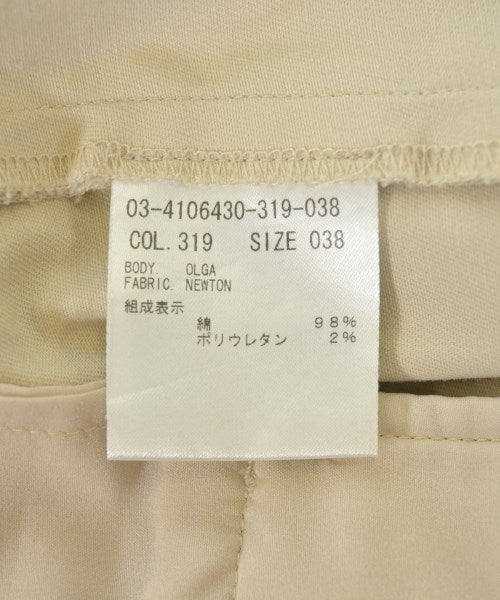 03-4106430-319-038
COL. 319 SIZE 038
BODY. OLGA
FABRIC. NEWTON
組成表示
綿 98%
ポリウレタン 2%